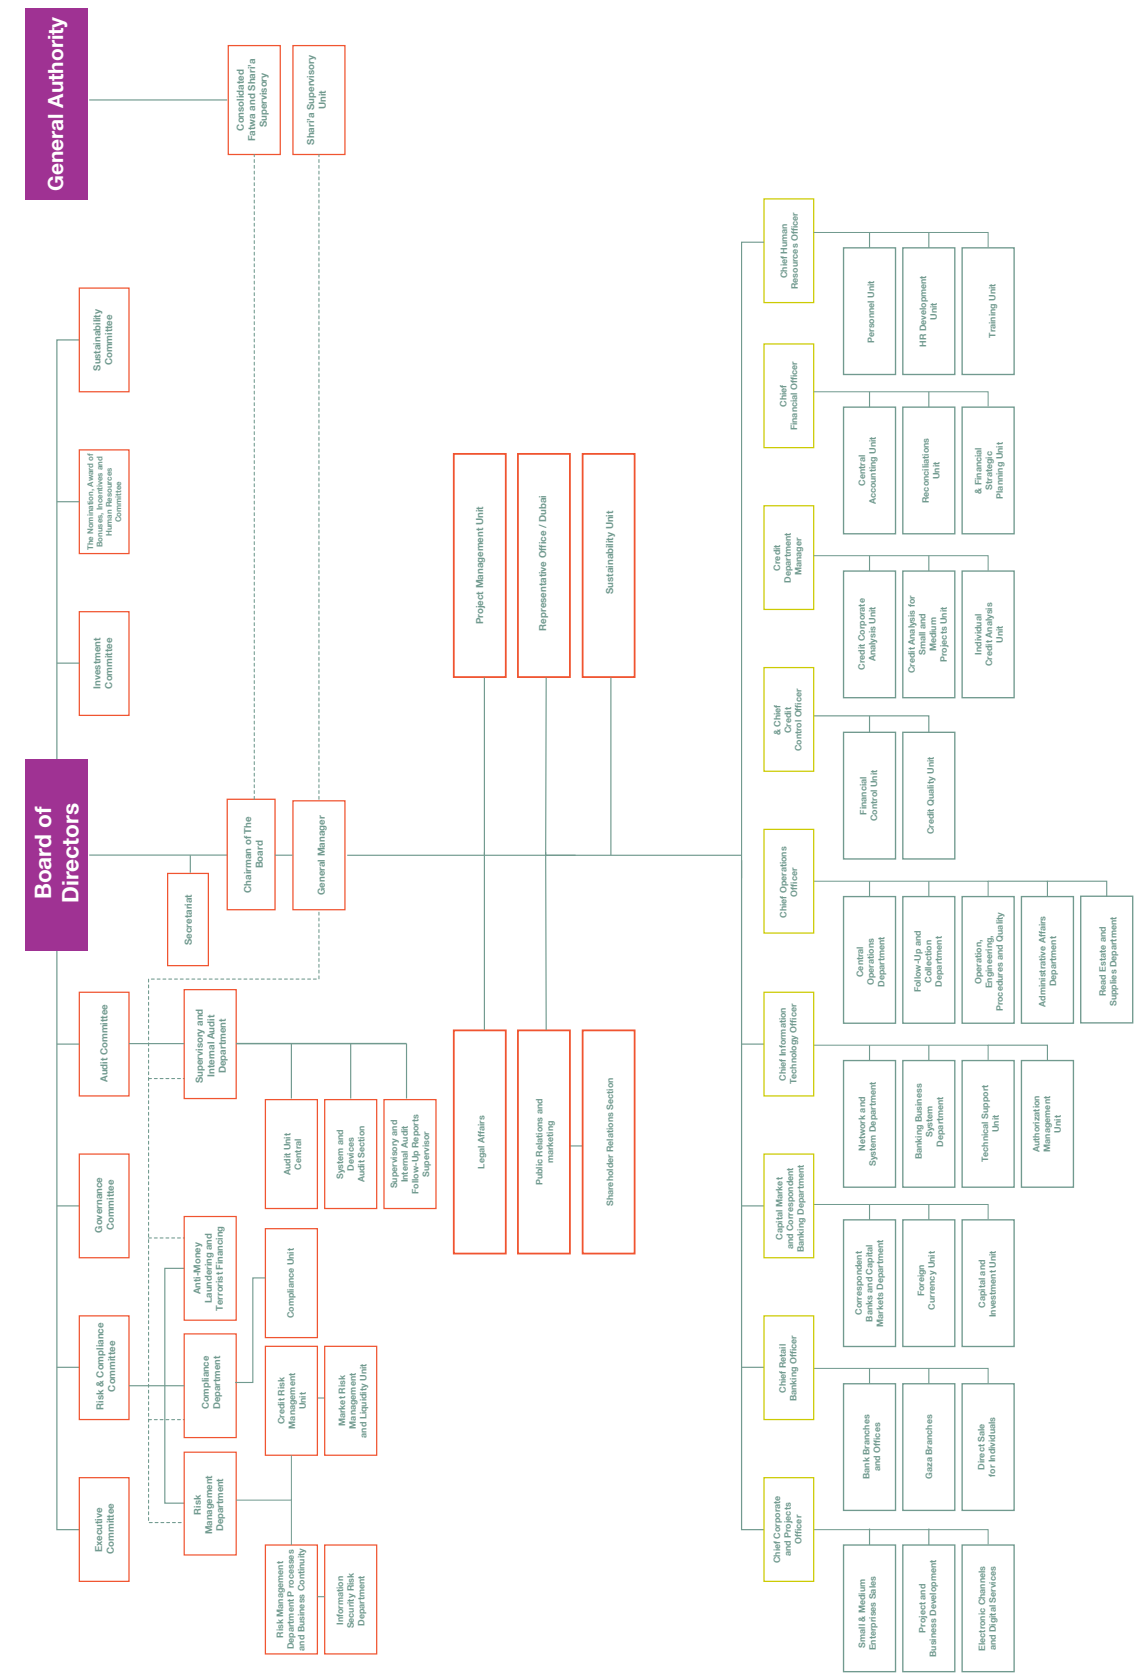 General Authority
Consolidated
Fatwa and Shari'a
Supervisory
Shari'a Supervisory
Unit
Board of
Directors
Executive
Committee
Risk & Compliance
Committee
Governance
Committee
Audit Committee
Investment
Committee
The Nomination, Award of
Bonuses, Incentives and
Human Resources
Committee
Sustainability
Committee
Secretariat
Chairman of The
Board
General Manager
Risk
Management
Department
Compliance
Department
Anti-Money
Laundering and
Terrorist Financing
Supervisory and
Internal Audit
Department
Risk Management
Department P rocesses
and Business Continuity
Information
Security Risk
Department
Credit Risk
Management
Unit
Market Risk
Management
and Liquidity Unit
Compliance Unit
Audit Unit
Central
System and
Devices
Audit Section
Supervisory and
Internal Audit
Follow-Up Reports
Supervisor
Legal Affairs
Public Relations and
marketing
Shareholder Relations Section
Project Management Unit
Representative Office / Dubai
Sustainability Unit
Chief Corporate
and Projects
Officer
Small & Medium
Enterprises Sales
Project and
Business Development
Electronic Channels
and Digital Services
Chief Retail
Banking Officer
Bank Branches
and Offices
Gaza Branches
Direct Sale
for Individuals
Capital Market
and Correspondent
Banking Department
Correspondent
Banks and Capital
Markets Department
Foreign
Currency Unit
Capital and
Investment Unit
Chief Information
Technology Officer
Network and
System Department
Banking Business
System
Department
Technical Support
Unit
Authorization
Management
Unit
Chief Operations
Officer
Central
Operations
Department
Follow-Up and
Collection
Department
Operation,
Engineering,
Procedures and Quality
Administrative Affairs
Department
Read Estate and
Supplies Department
& Chief
Credit
Control Officer
Financial
Control Unit
Credit Quality Unit
Credit
Department
Manager
Credit Corporate
Analysis Unit
Credit Analysis for
Small and
Medium
Projects Unit
Individual
Credit Analysis
Unit
Chief
Financial Officer
Central
Accounting Unit
Reconciliations
Unit
& Financial
Strategic
Planning Unit
Chief Human
Resources Officer
Personnel Unit
HR Development
Unit
Training Unit